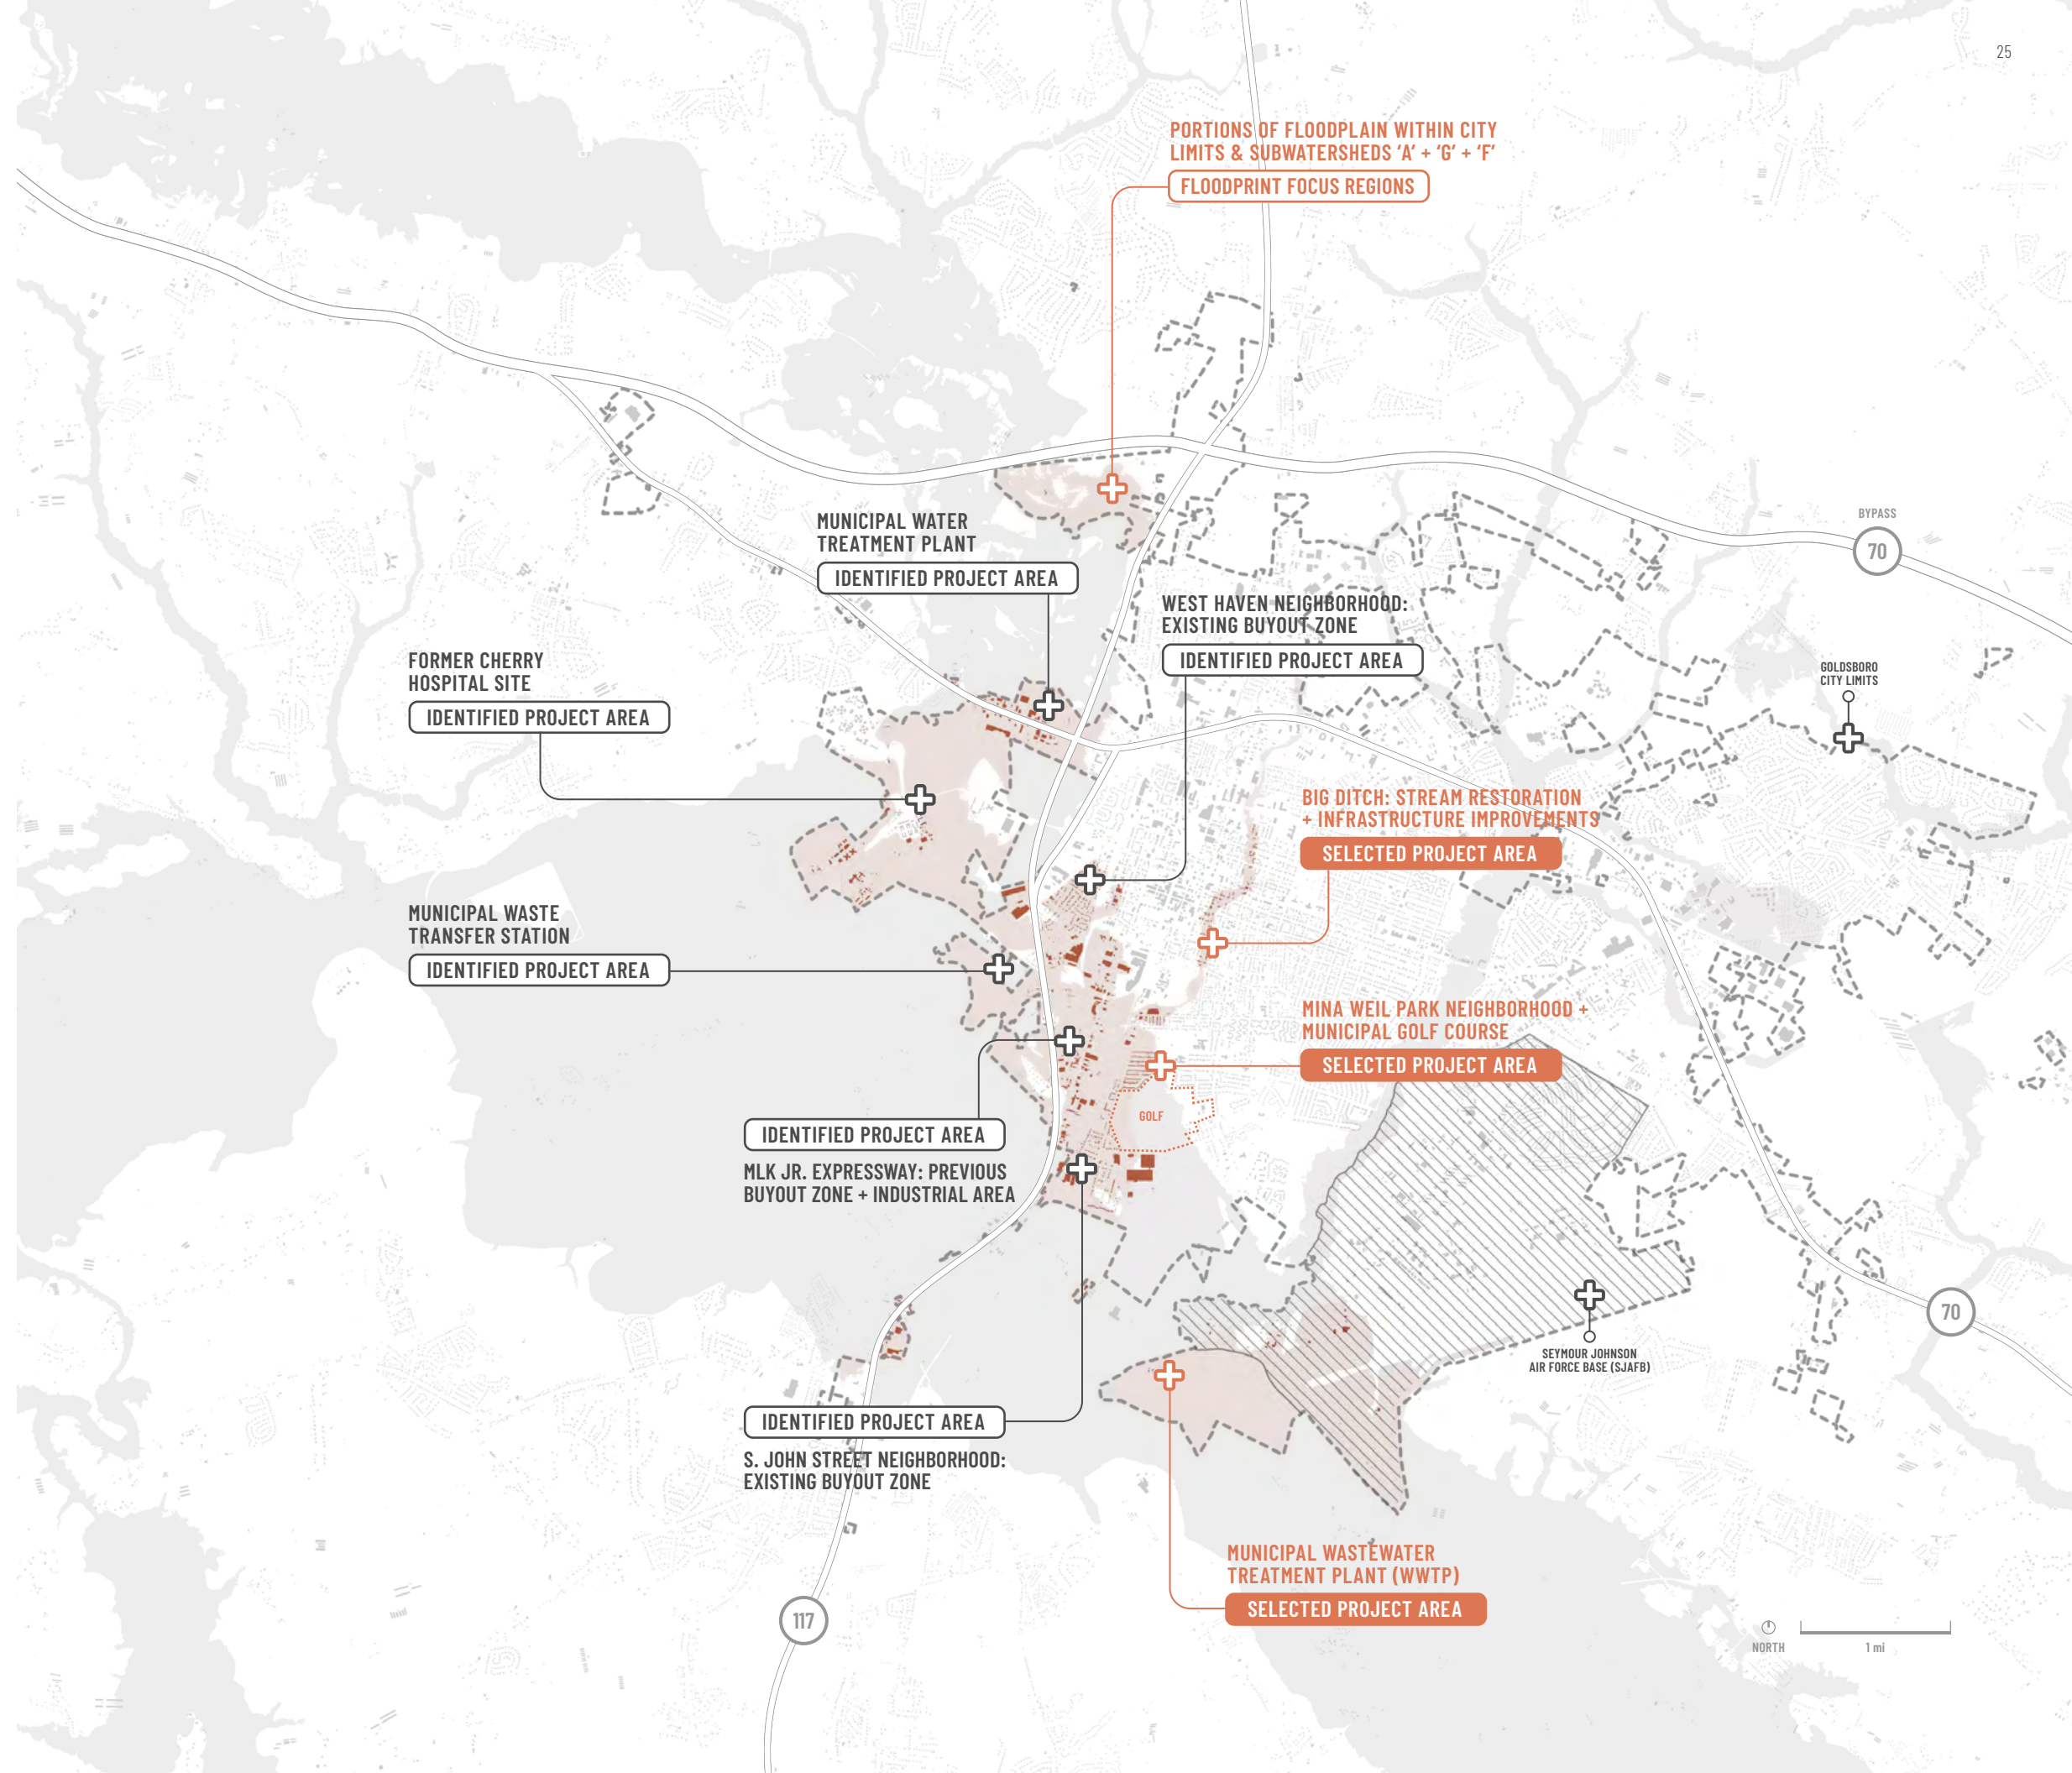 25
PORTIONS OF FLOODPLAIN WITHIN CITY
LIMITS & SUBWATERSHEDS ‘A’ + ‘G’ + ‘F’
FLOODPRINT FOCUS REGIONS
MUNICIPAL WATER
TREATMENT PLANT
IDENTIFIED PROJECT AREA
BYPASS
70
WEST HAVEN NEIGHBORHOOD:
EXISTING BUYOUT ZONE
IDENTIFIED PROJECT AREA
FORMER CHERRY
HOSPITAL SITE
IDENTIFIED PROJECT AREA
GOLDSBORO
CITY LIMITS
BIG DITCH: STREAM RESTORATION
+ INFRASTRUCTURE IMPROVEMENTS
SELECTED PROJECT AREA
MUNICIPAL WASTE
TRANSFER STATION
IDENTIFIED PROJECT AREA
MINA WEIL PARK NEIGHBORHOOD +
MUNICIPAL GOLF COURSE
SELECTED PROJECT AREA
GOLF
IDENTIFIED PROJECT AREA
MLK JR. EXPRESSWAY: PREVIOUS
BUYOUT ZONE + INDUSTRIAL AREA
70
SEYMOUR JOHNSON
AIR FORCE BASE (SJAFB)
IDENTIFIED PROJECT AREA
S. JOHN STREET NEIGHBORHOOD:
EXISTING BUYOUT ZONE
MUNICIPAL WASTEWATER
TREATMENT PLANT (WWTP)
SELECTED PROJECT AREA
117
NORTH
1 mi